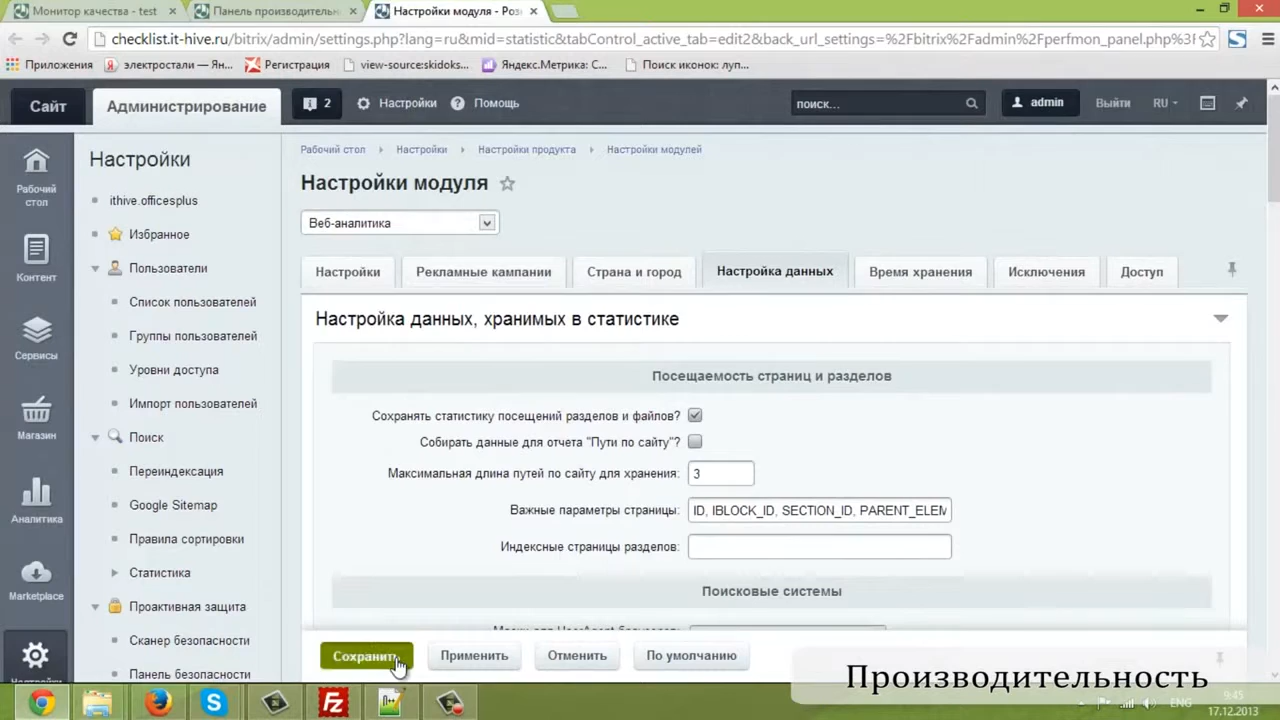 Монитор качества - test
Панель производительн
Настройки модуля - Роз
checklist.it-hive.ru/bitrix/admin/settings.php?lang=ru&mid=statistic&tabControl_active_tab=edit2&back_url_settings=%2Fbitrix%2Fadmin%2Fperfmon_panel.php%3F
Приложения
электростали — Ян...
Регистрация
view-source:skidoks...
Яндекс.Метрика: С...
Поиск иконок: луп...
Сайт
Администрирование
2
Настройки
Помощь
поиск...
admin
Выйти
RU
Рабочий стол
Контент
Сервисы
Магазин
Аналитика
Marketplace
Настройки
ithive.officesplus
Избранное
Пользователи
Список пользователей
Группы пользователей
Уровни доступа
Импорт пользователей
Поиск
Переиндексация
Google Sitemap
Правила сортировки
Статистика
Проактивная защита
Сканер безопасности
Панель безопасности
Рабочий стол
Настройки
Настройки продукта
Настройки модулей
Настройки модуля
Веб-аналитика
Настройки
Рекламные кампании
Страна и город
Настройка данных
Время хранения
Исключения
Доступ
Настройка данных, хранимых в статистике
Посещаемость страниц и разделов
Сохранять статистику посещений разделов и файлов?
Собирать данные для отчета "Пути по сайту"?
Максимальная длина путей по сайту для хранения: 3
Важные параметры страницы: ID, IBLOCK_ID, SECTION_ID, PARENT_ELEM
Индексные страницы разделов:
Поисковые системы
Сохранить
Применить
Отменить
По умолчанию
Производительность
ENG
9:45
17.12.2013